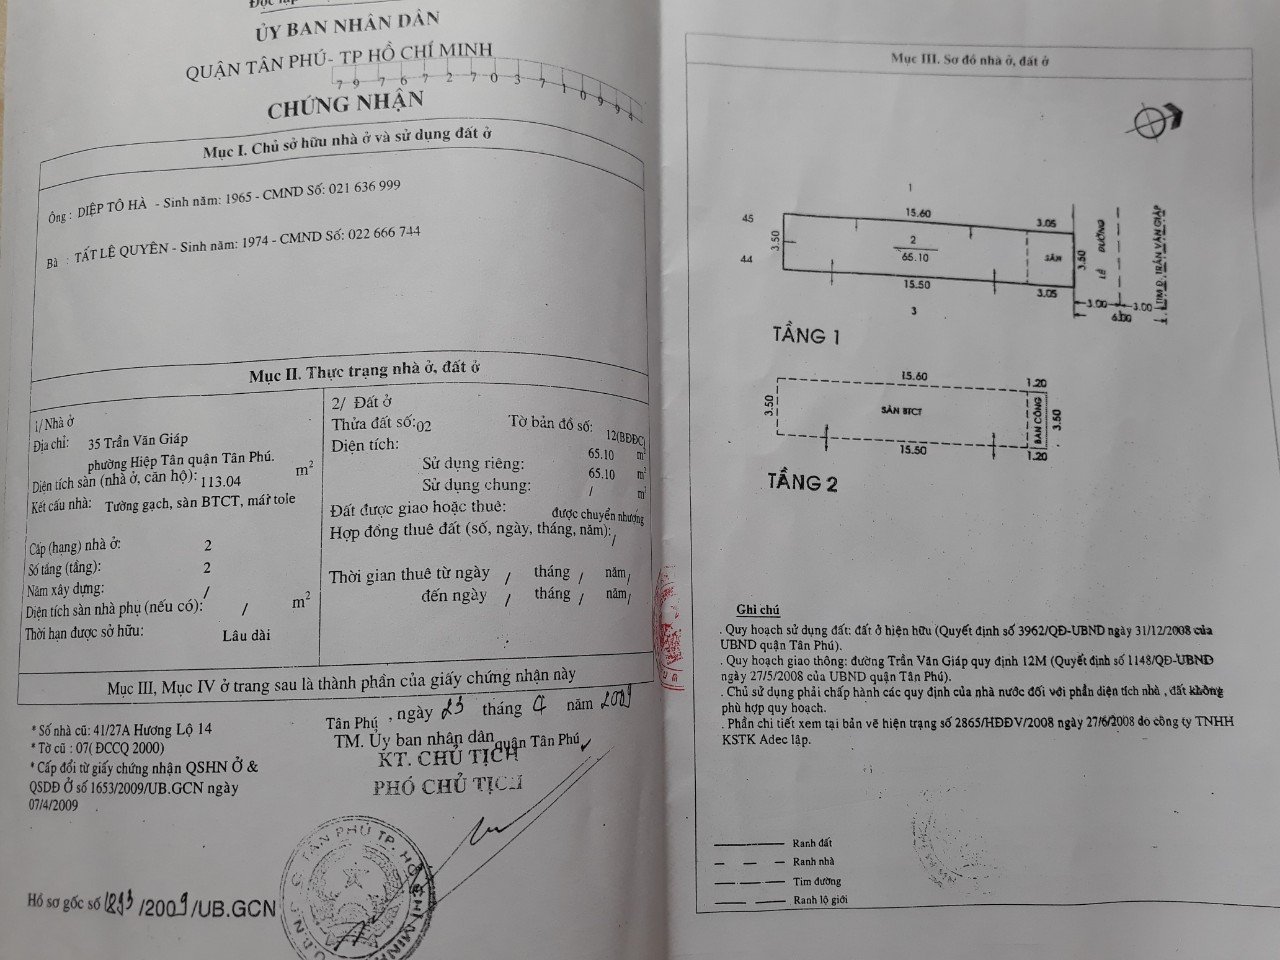 ỦY BAN NHÂN DÂN
QUẬN TÂN PHÚ- TP HỒ CHÍ MINH
7 9 7 6 7 2 7 0 3 7 1 0 9 9 4
CHỨNG NHẬN
Mục I. Chủ sở hữu nhà ở và sử dụng đất ở
Ông : DIỆP TÔ HÀ - Sinh năm: 1965 - CMND Số: 021 636 999
Bà : TẤT LỆ QUYÊN - Sinh năm: 1974 - CMND Số: 022 666 744
Mục II. Thực trạng nhà ở, đất ở
1/ Nhà ở
Địa chỉ: 35 Trần Văn Giáp
phường Hiệp Tân quận Tân Phú.
Diện tích sàn (nhà ở, căn hộ): 113.04 m2
Kết cấu nhà: Tường gạch, sàn BTCT, mái tole
Cấp (hạng) nhà ở: 2
Số tầng (tầng): 2
Năm xây dựng: /
Diện tích sàn nhà phụ (nếu có): / m2
Thời hạn được sở hữu: Lâu dài
2/ Đất ở
Thửa đất số: 02 Tờ bản đồ số: 12(BĐĐC)
Diện tích: 65.10 m2
Sử dụng riêng: 65.10 m2
Sử dụng chung: / m2
Đất được giao hoặc thuê: được chuyển nhượng
Hợp đồng thuê đất (số, ngày, tháng, năm): /
Thời gian thuê từ ngày / tháng / năm /
đến ngày / tháng / năm /
Mục III, Mục IV ở trang sau là thành phần của giấy chứng nhận này
* Số nhà cũ: 41/27A Hương Lộ 14
* Tờ cũ : 07( ĐCCQ 2000)
* Cấp đổi từ giấy chứng nhận QSHN Ở &
QSDĐ Ở số 1653/2009/UB.GCN ngày
07/4/2009
Tân Phú , ngày 23 tháng 4 năm 2009
TM. Ủy ban nhân dân quận Tân Phú
KT. CHỦ TỊCH
PHÓ CHỦ TỊCH
Hồ sơ gốc số 1893/2009/UB.GCN
Mục III. Sơ đồ nhà ở, đất ở
1
45
15.60
3.05
3.50
2
65.10
SÂN
3.50
LỀ ĐƯỜNG
TIM Đ. TRẦN VĂN GIÁP
44
15.50
3.05
3.00
3.00
6.00
3
TẦNG 1
15.60
1.20
3.50
SÀN BTCT
BAN CÔNG
3.50
15.50
1.20
TẦNG 2
Ghi chú
. Quy hoạch sử dụng đất: đất ở hiện hữu (Quyết định số 3962/QĐ-UBND ngày 31/12/2008 của
UBND quận Tân Phú).
. Quy hoạch giao thông: đường Trần Văn Giáp quy định 12M (Quyết định số 1148/QĐ-UBND
ngày 27/5/2008 của UBND quận Tân Phú).
. Chủ sử dụng phải chấp hành các quy định của nhà nước đối với phần diện tích nhà , đất không
phù hợp quy hoạch.
. Phần chi tiết xem tại bản vẽ hiện trạng số 2865/HĐĐV/2008 ngày 27/6/2008 do công ty TNHH
KSTK Adec lập.
Ranh đất
Ranh nhà
Tim đường
Ranh lộ giới